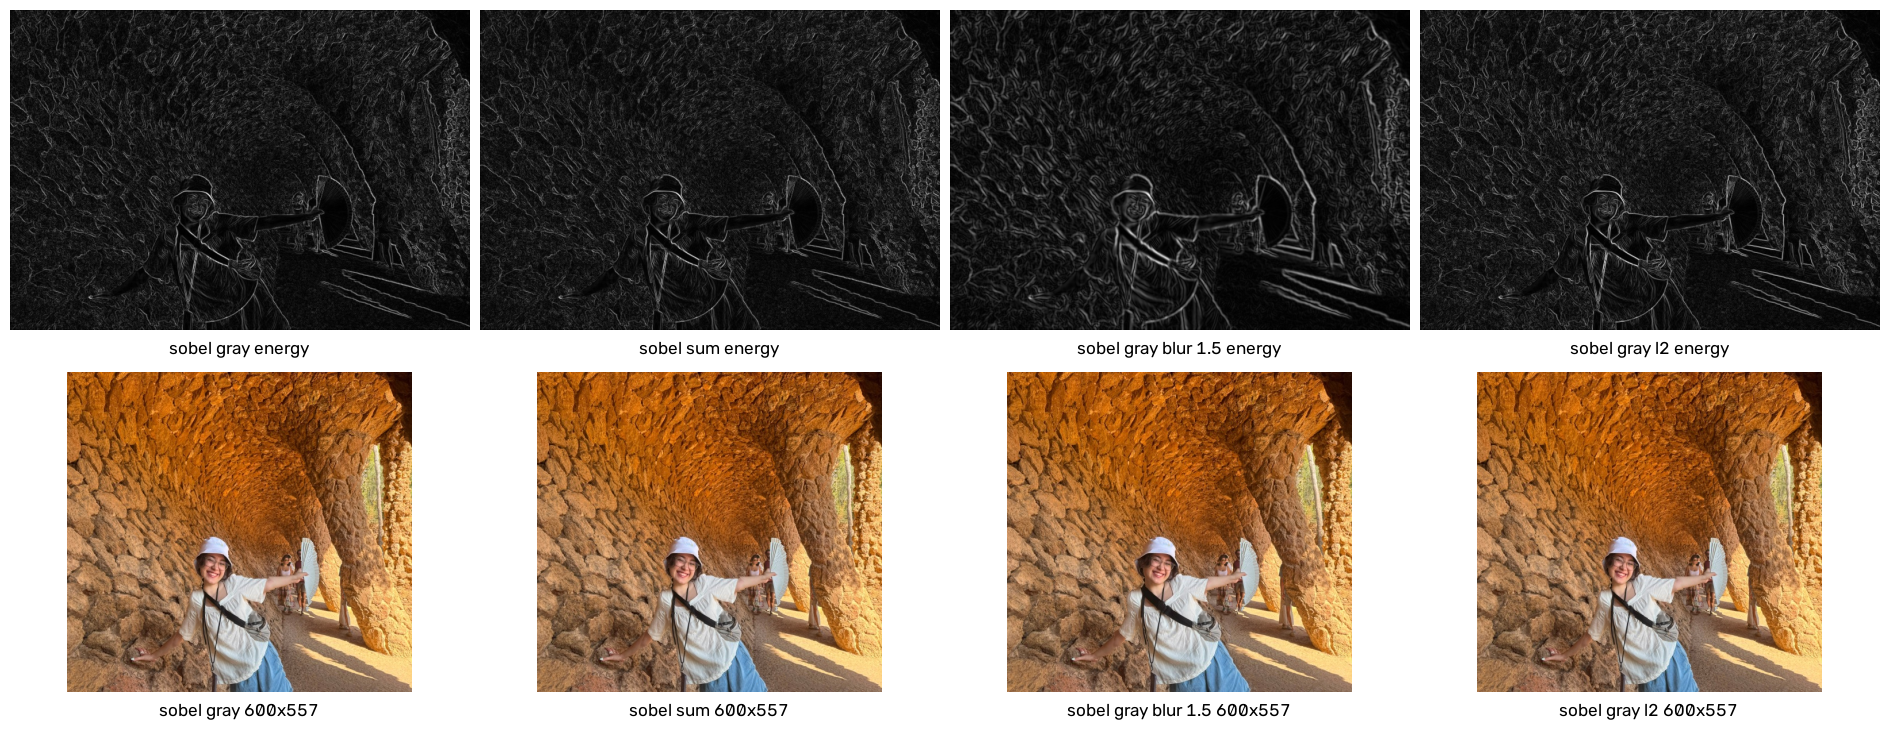 sobel gray energy
sobel sum energy
sobel gray blur 1.5 energy
sobel gray l2 energy
sobel gray 600x557
sobel sum 600x557
sobel gray blur 1.5 600x557
sobel gray l2 600x557